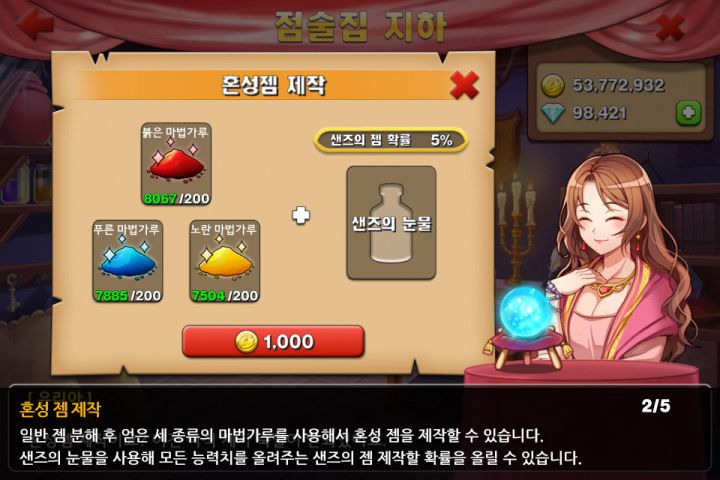 점술집 지하
혼성젬 제작
53,772,932
98,421
붉은 마법가루
8067/200
샌즈의 젬 확률 5%
푸른 마법가루
7885/200
노란 마법가루
7504/200
샌즈의 눈물
1,000
[유리아]
혼성 젬 제작
2/5
일반 젬 분해 후 얻은 세 종류의 마법가루를 사용해서 혼성 젬을 제작할 수 있습니다.
샌즈의 눈물을 사용해 모든 능력치를 올려주는 샌즈의 젬 제작할 확률을 올릴 수 있습니다.